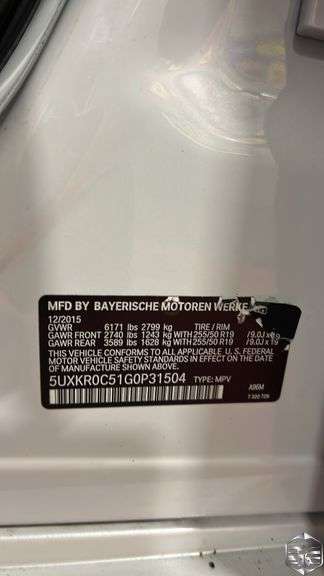 MFD BY BAYERISCHE MOTOREN WERKE
12/2015
GVWR 6171 lbs 2799 kg TIRE / RIM
GAWR FRONT 2740 lbs 1243 kg WITH 255/50 R19 /9.0J x 19
GAWR REAR 3589 lbs 1628 kg WITH 255/50 R19 /9.0J x 19
THIS VEHICLE CONFORMS TO ALL APPLICABLE U.S. FEDERAL
MOTOR VEHICLE SAFETY STANDARDS IN EFFECT ON THE
DATE OF MANUFACTURE SHOWN ABOVE.
5UXKR0C51G0P31504 TYPE: MPV A96M